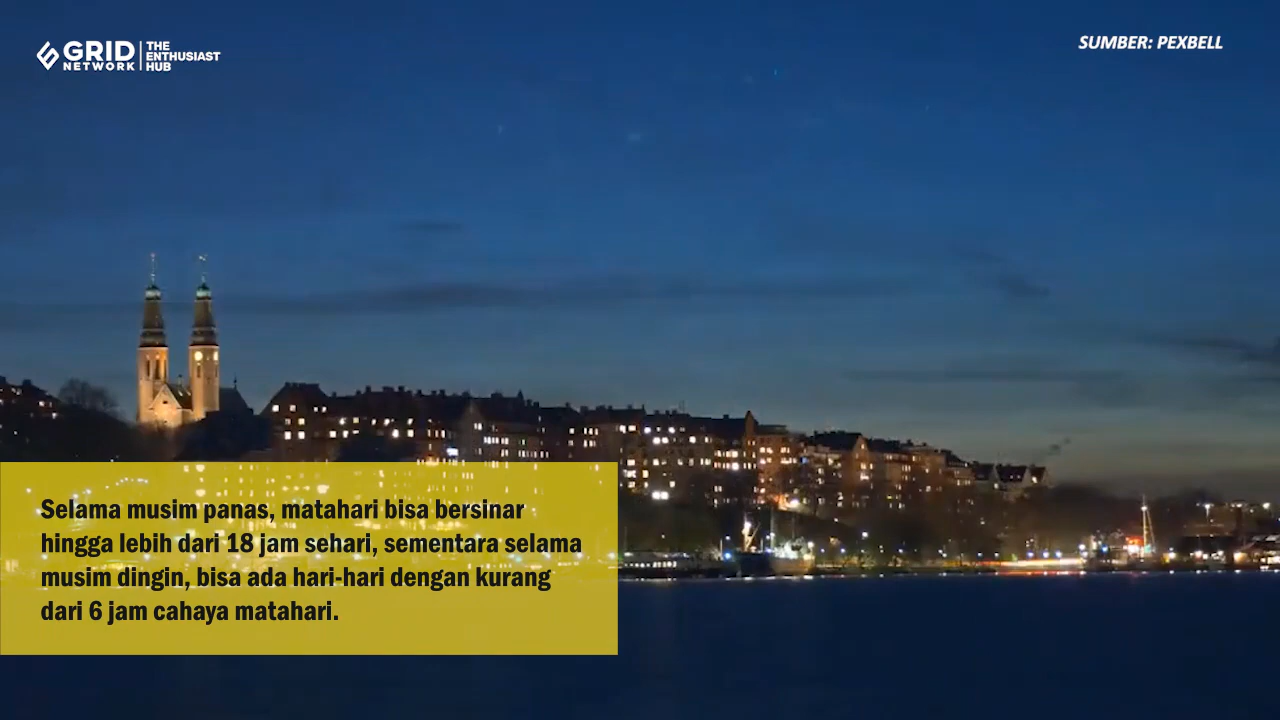 GRID
NETWORK
THE
ENTHUSIAST
HUB
SUMBER: PEXBELL
Selama musim panas, matahari bisa bersinar
hingga lebih dari 18 jam sehari, sementara selama
musim dingin, bisa ada hari-hari dengan kurang
dari 6 jam cahaya matahari.